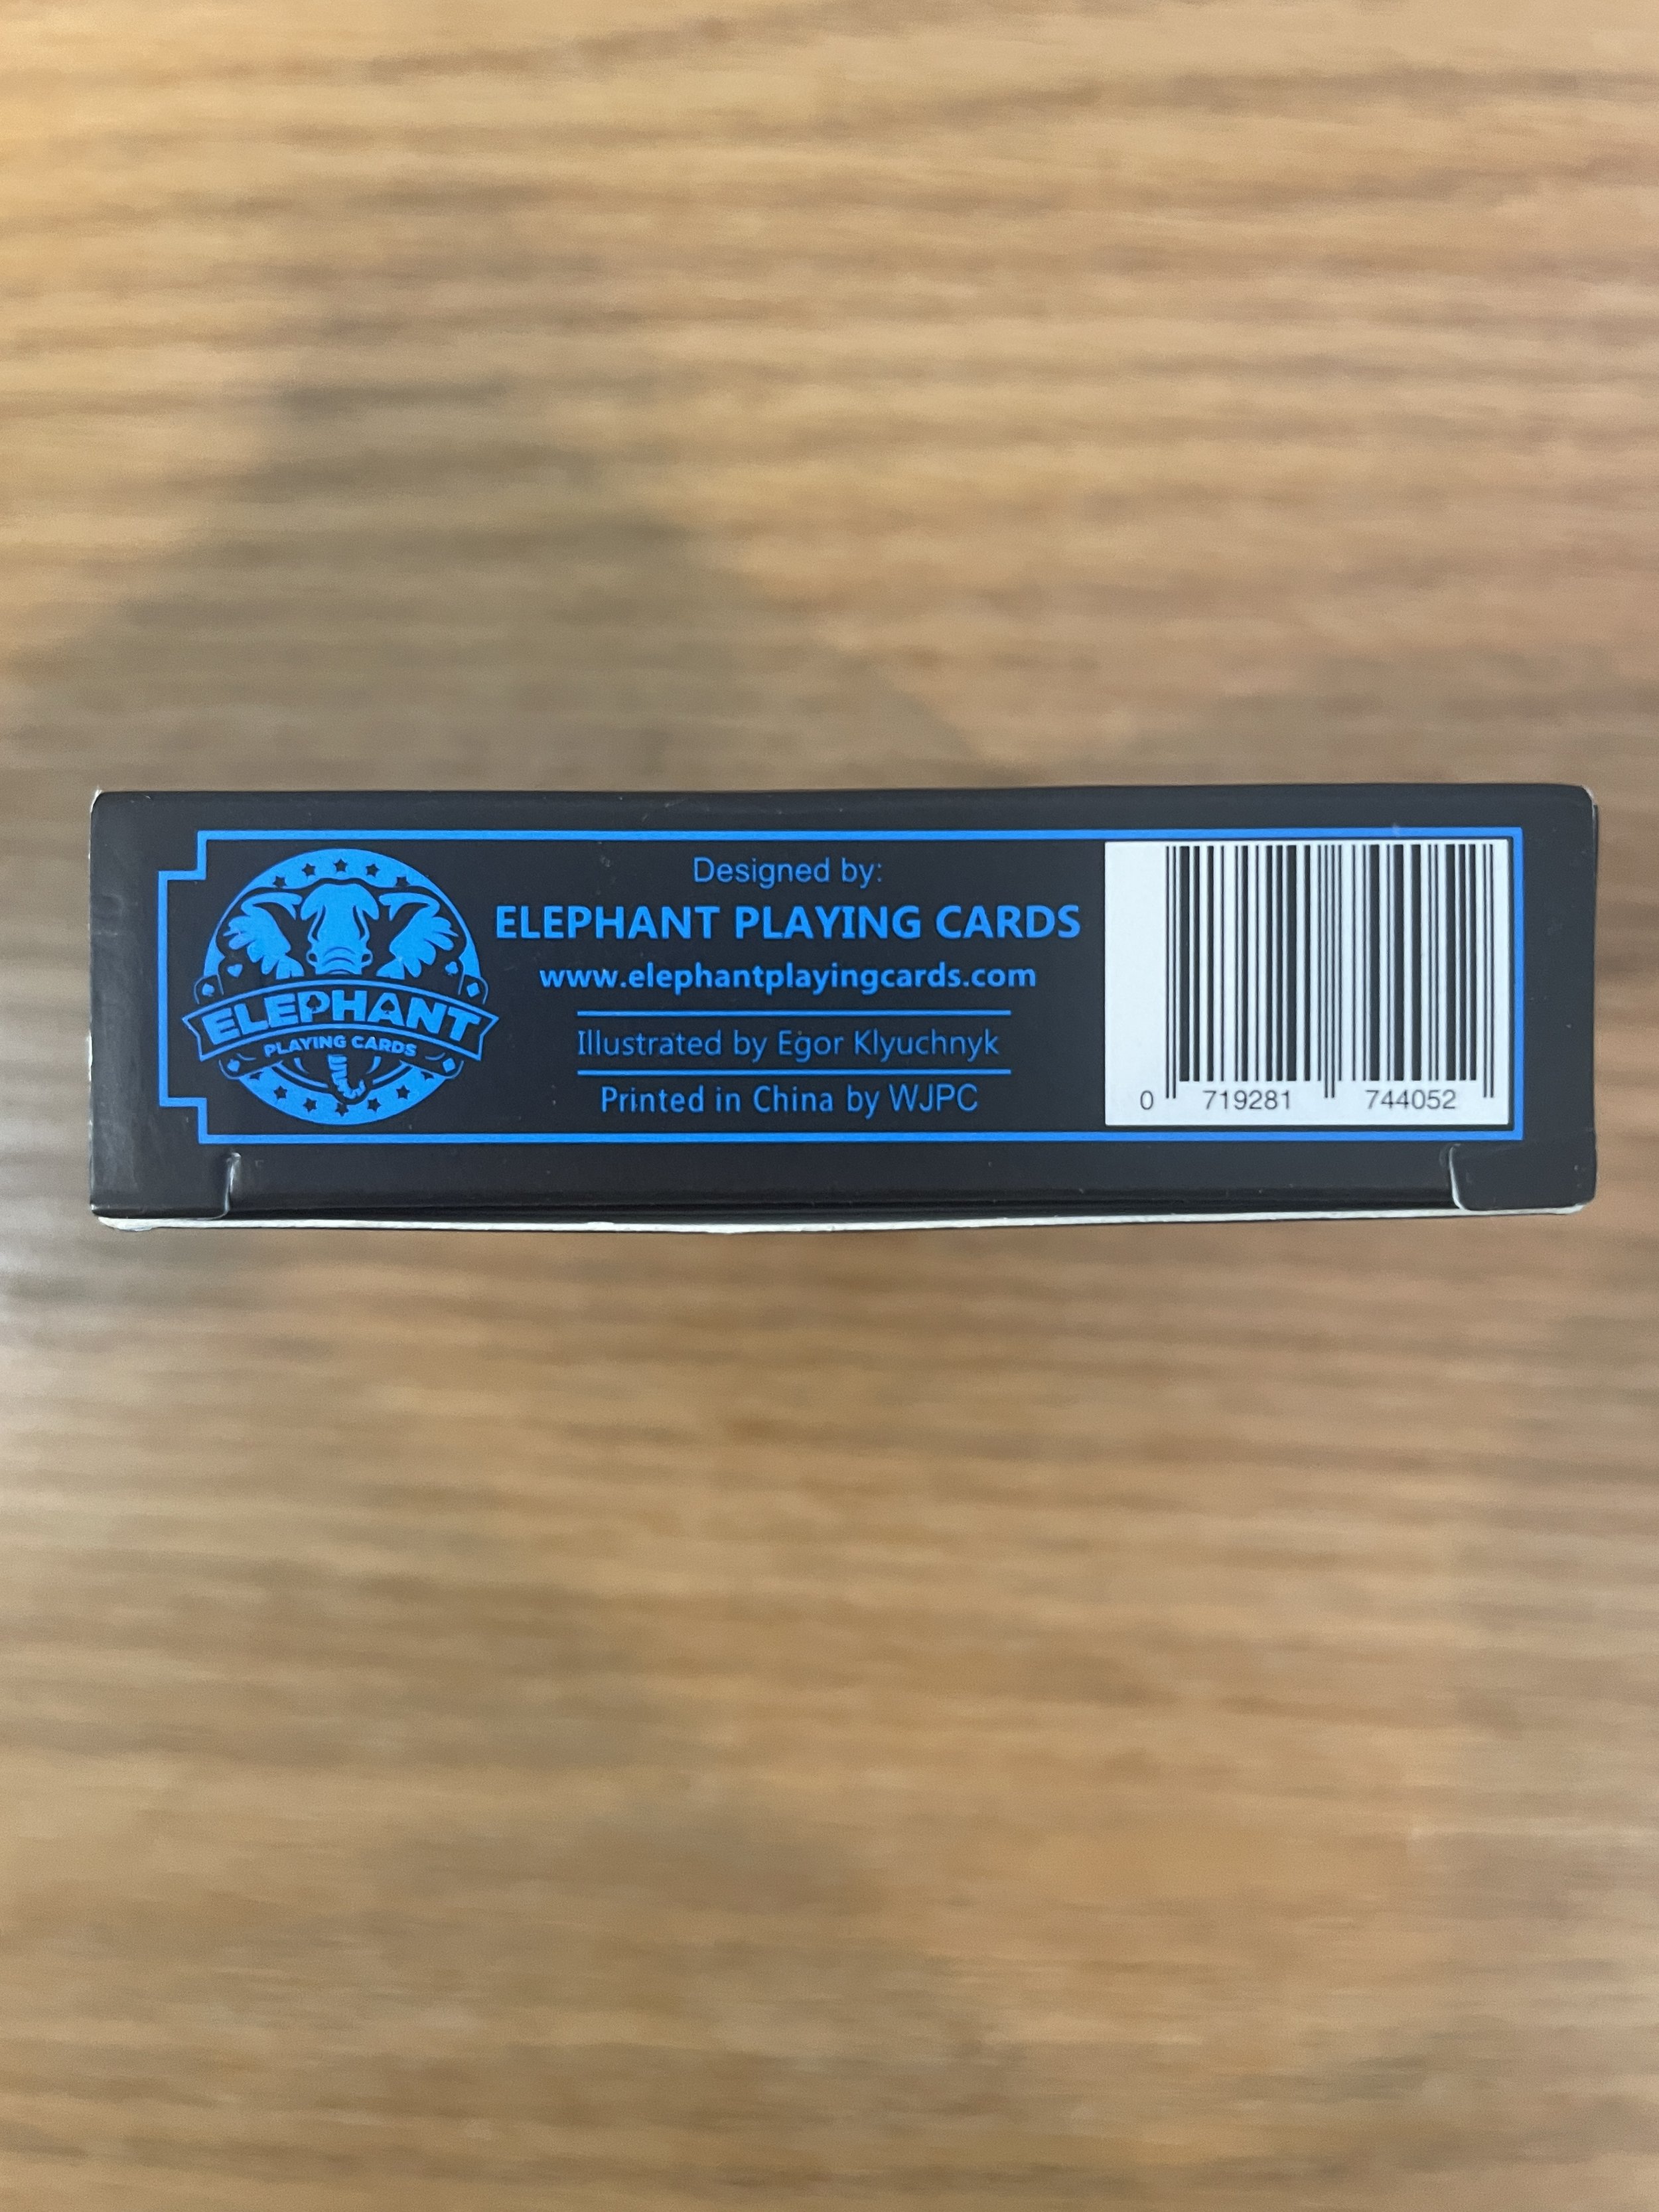 ELEPHANT
PLAYING CARDS
Designed by:
ELEPHANT PLAYING CARDS
www.elephantplayingcards.com
Illustrated by Egor Klyuchnyk
Printed in China by WJPC
0 719281 744052